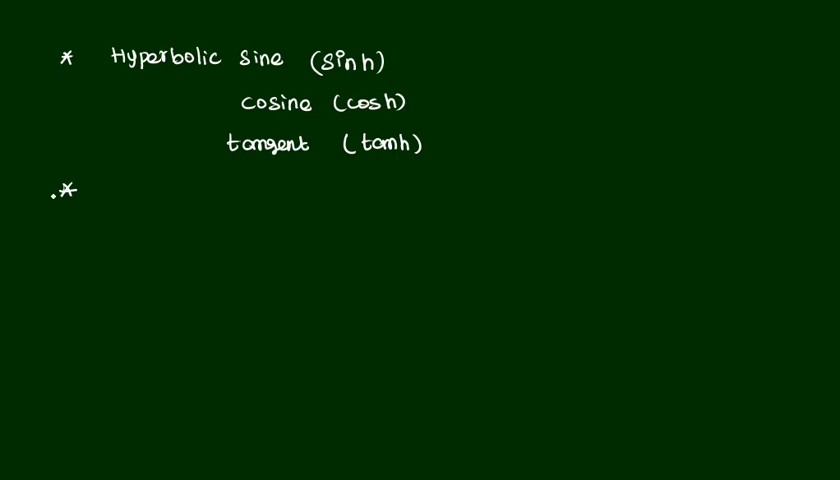 * Hyperbolic sine (sinh)
cosine (cosh)
tangent (tanh)
*